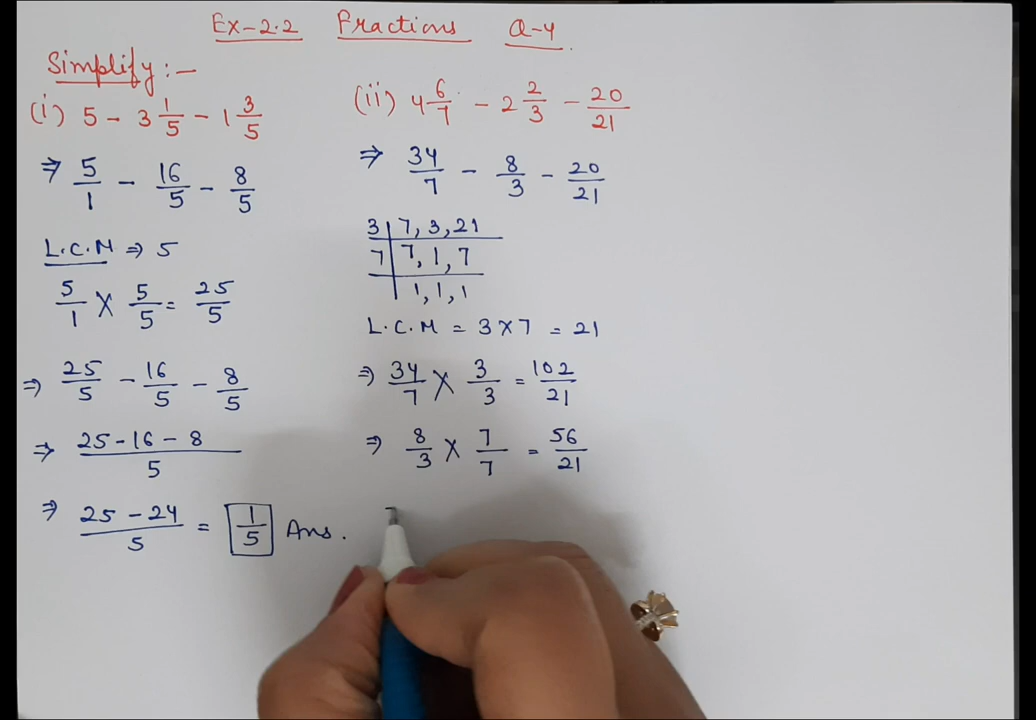 Ex-2.2 Fractions Q-4.
Simplify:-
(i) 5 - 3 1/5 - 1 3/5
⇒ 5/1 - 16/5 - 8/5
L.C.M ⇒ 5
5/1 × 5/5 = 25/5
⇒ 25/5 - 16/5 - 8/5
⇒ 25-16-8/5
⇒ 25-24/5 = 1/5 Ans.
(ii) 4 6/7 - 2 2/3 - 20/21
⇒ 34/7 - 8/3 - 20/21
3 | 7, 3, 21
7 | 7, 1, 7
| 1, 1, 1
L.C.M = 3 × 7 = 21
⇒ 34/7 × 3/3 = 102/21
⇒ 8/3 × 7/7 = 56/21